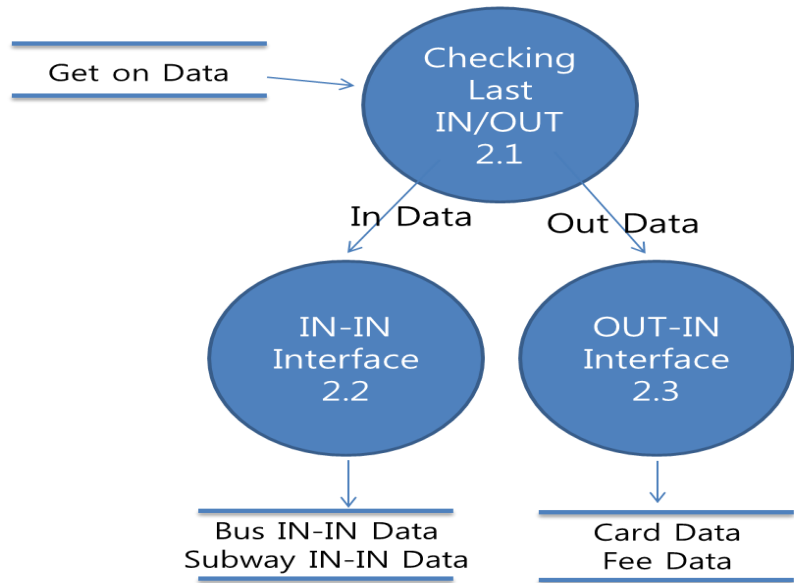 Get on Data
Checking
Last
IN/OUT
2.1
In Data
Out Data
IN-IN
Interface
2.2
OUT-IN
Interface
2.3
Bus IN-IN Data
Subway IN-IN Data
Card Data
Fee Data